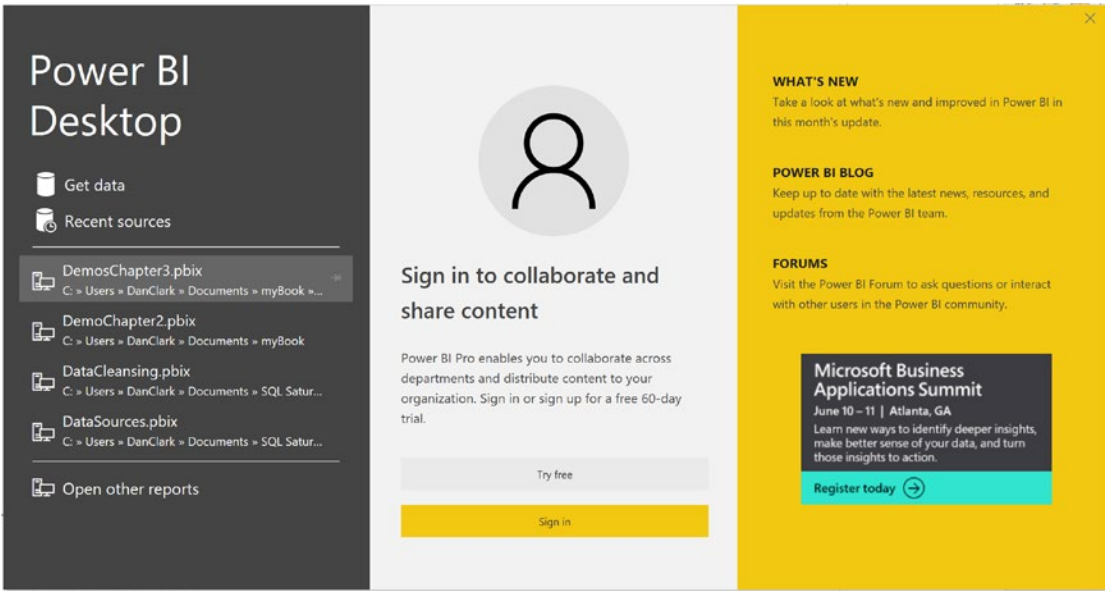 Power BI
Desktop
Get data
Recent sources
DemosChapter3.pbix
C: » Users » DanClark » Documents » myBook »...
DemoChapter2.pbix
C: » Users » DanClark » Documents » myBook
DataCleansing.pbix
C: » Users » DanClark » Documents » SQL Satur...
DataSources.pbix
C: » Users » DanClark » Documents » SQL Satur...
Open other reports
Sign in to collaborate and
share content
Power BI Pro enables you to collaborate across
departments and distribute content to your
organization. Sign in or sign up for a free 60-day
trial.
Try free
Sign in
WHAT'S NEW
Take a look at what's new and improved in Power BI in
this month's update.
POWER BI BLOG
Keep up to date with the latest news, resources, and
updates from the Power BI team.
FORUMS
Visit the Power BI Forum to ask questions or interact
with other users in the Power BI community.
Microsoft Business
Applications Summit
June 10 – 11 | Atlanta, GA
Learn new ways to identify deeper insights,
make better sense of your data, and turn
those insights to action.
Register today